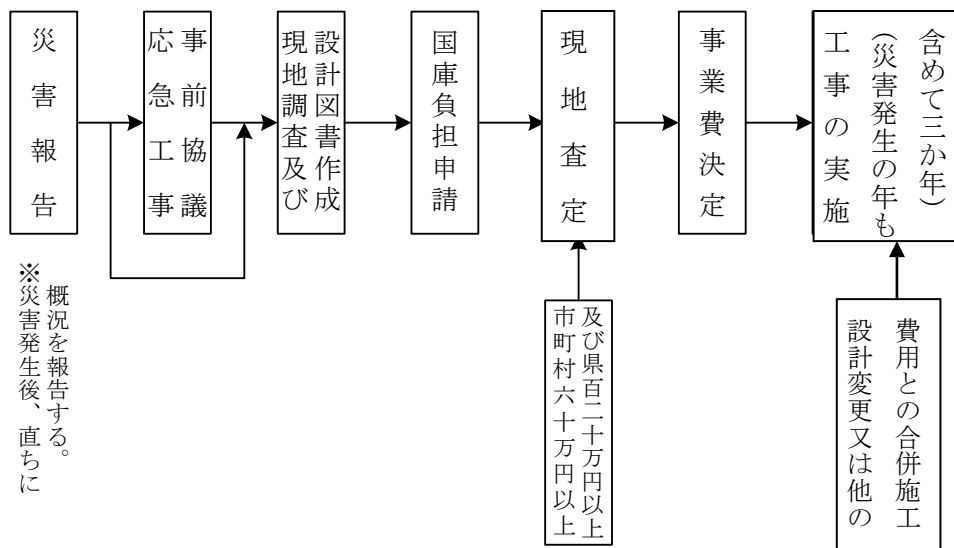 災害報告
※災害発生後、直ちに
概況を報告する。
応急工事
事前協議
現地調査及び
設計図書作成
国庫負担申請
現地査定
市町村六十万円以上
及び県百二十万円以上
事業費決定
工事の実施
(災害発生の年も
含めて三か年)
設計変更又は他の
費用との合併施工